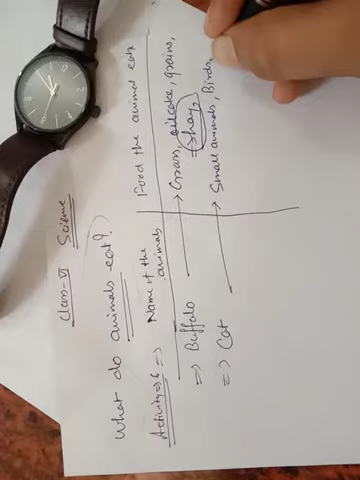 Class-VI Science
What do animals eat?
Activity => 6 => Name of the animals Food the animal eats
=> Buffalo → Grass, oilcake, grains, => hay,
=> Cat → Small animals, Birds,